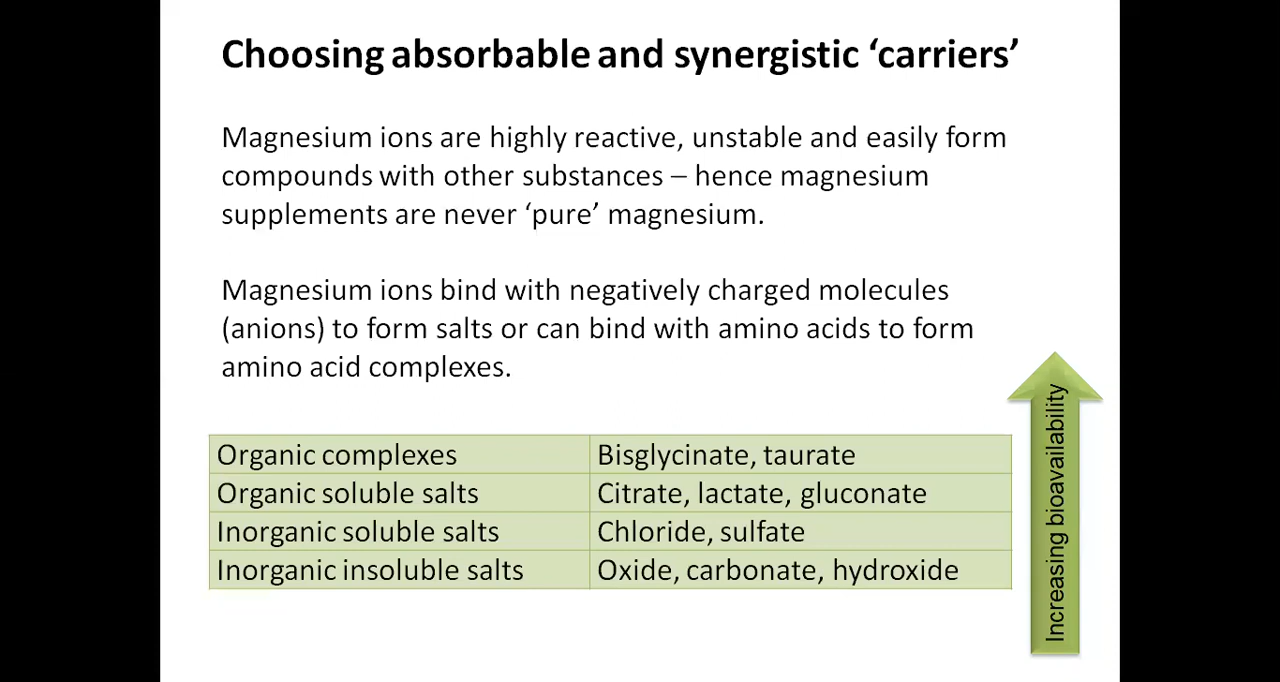 Choosing absorbable and synergistic ‘carriers’
Magnesium ions are highly reactive, unstable and easily form
compounds with other substances – hence magnesium
supplements are never ‘pure’ magnesium.
Magnesium ions bind with negatively charged molecules
(anions) to form salts or can bind with amino acids to form
amino acid complexes.
Organic complexes Bisglycinate, taurate
Organic soluble salts Citrate, lactate, gluconate
Inorganic soluble salts Chloride, sulfate
Inorganic insoluble salts Oxide, carbonate, hydroxide
Increasing bioavailability